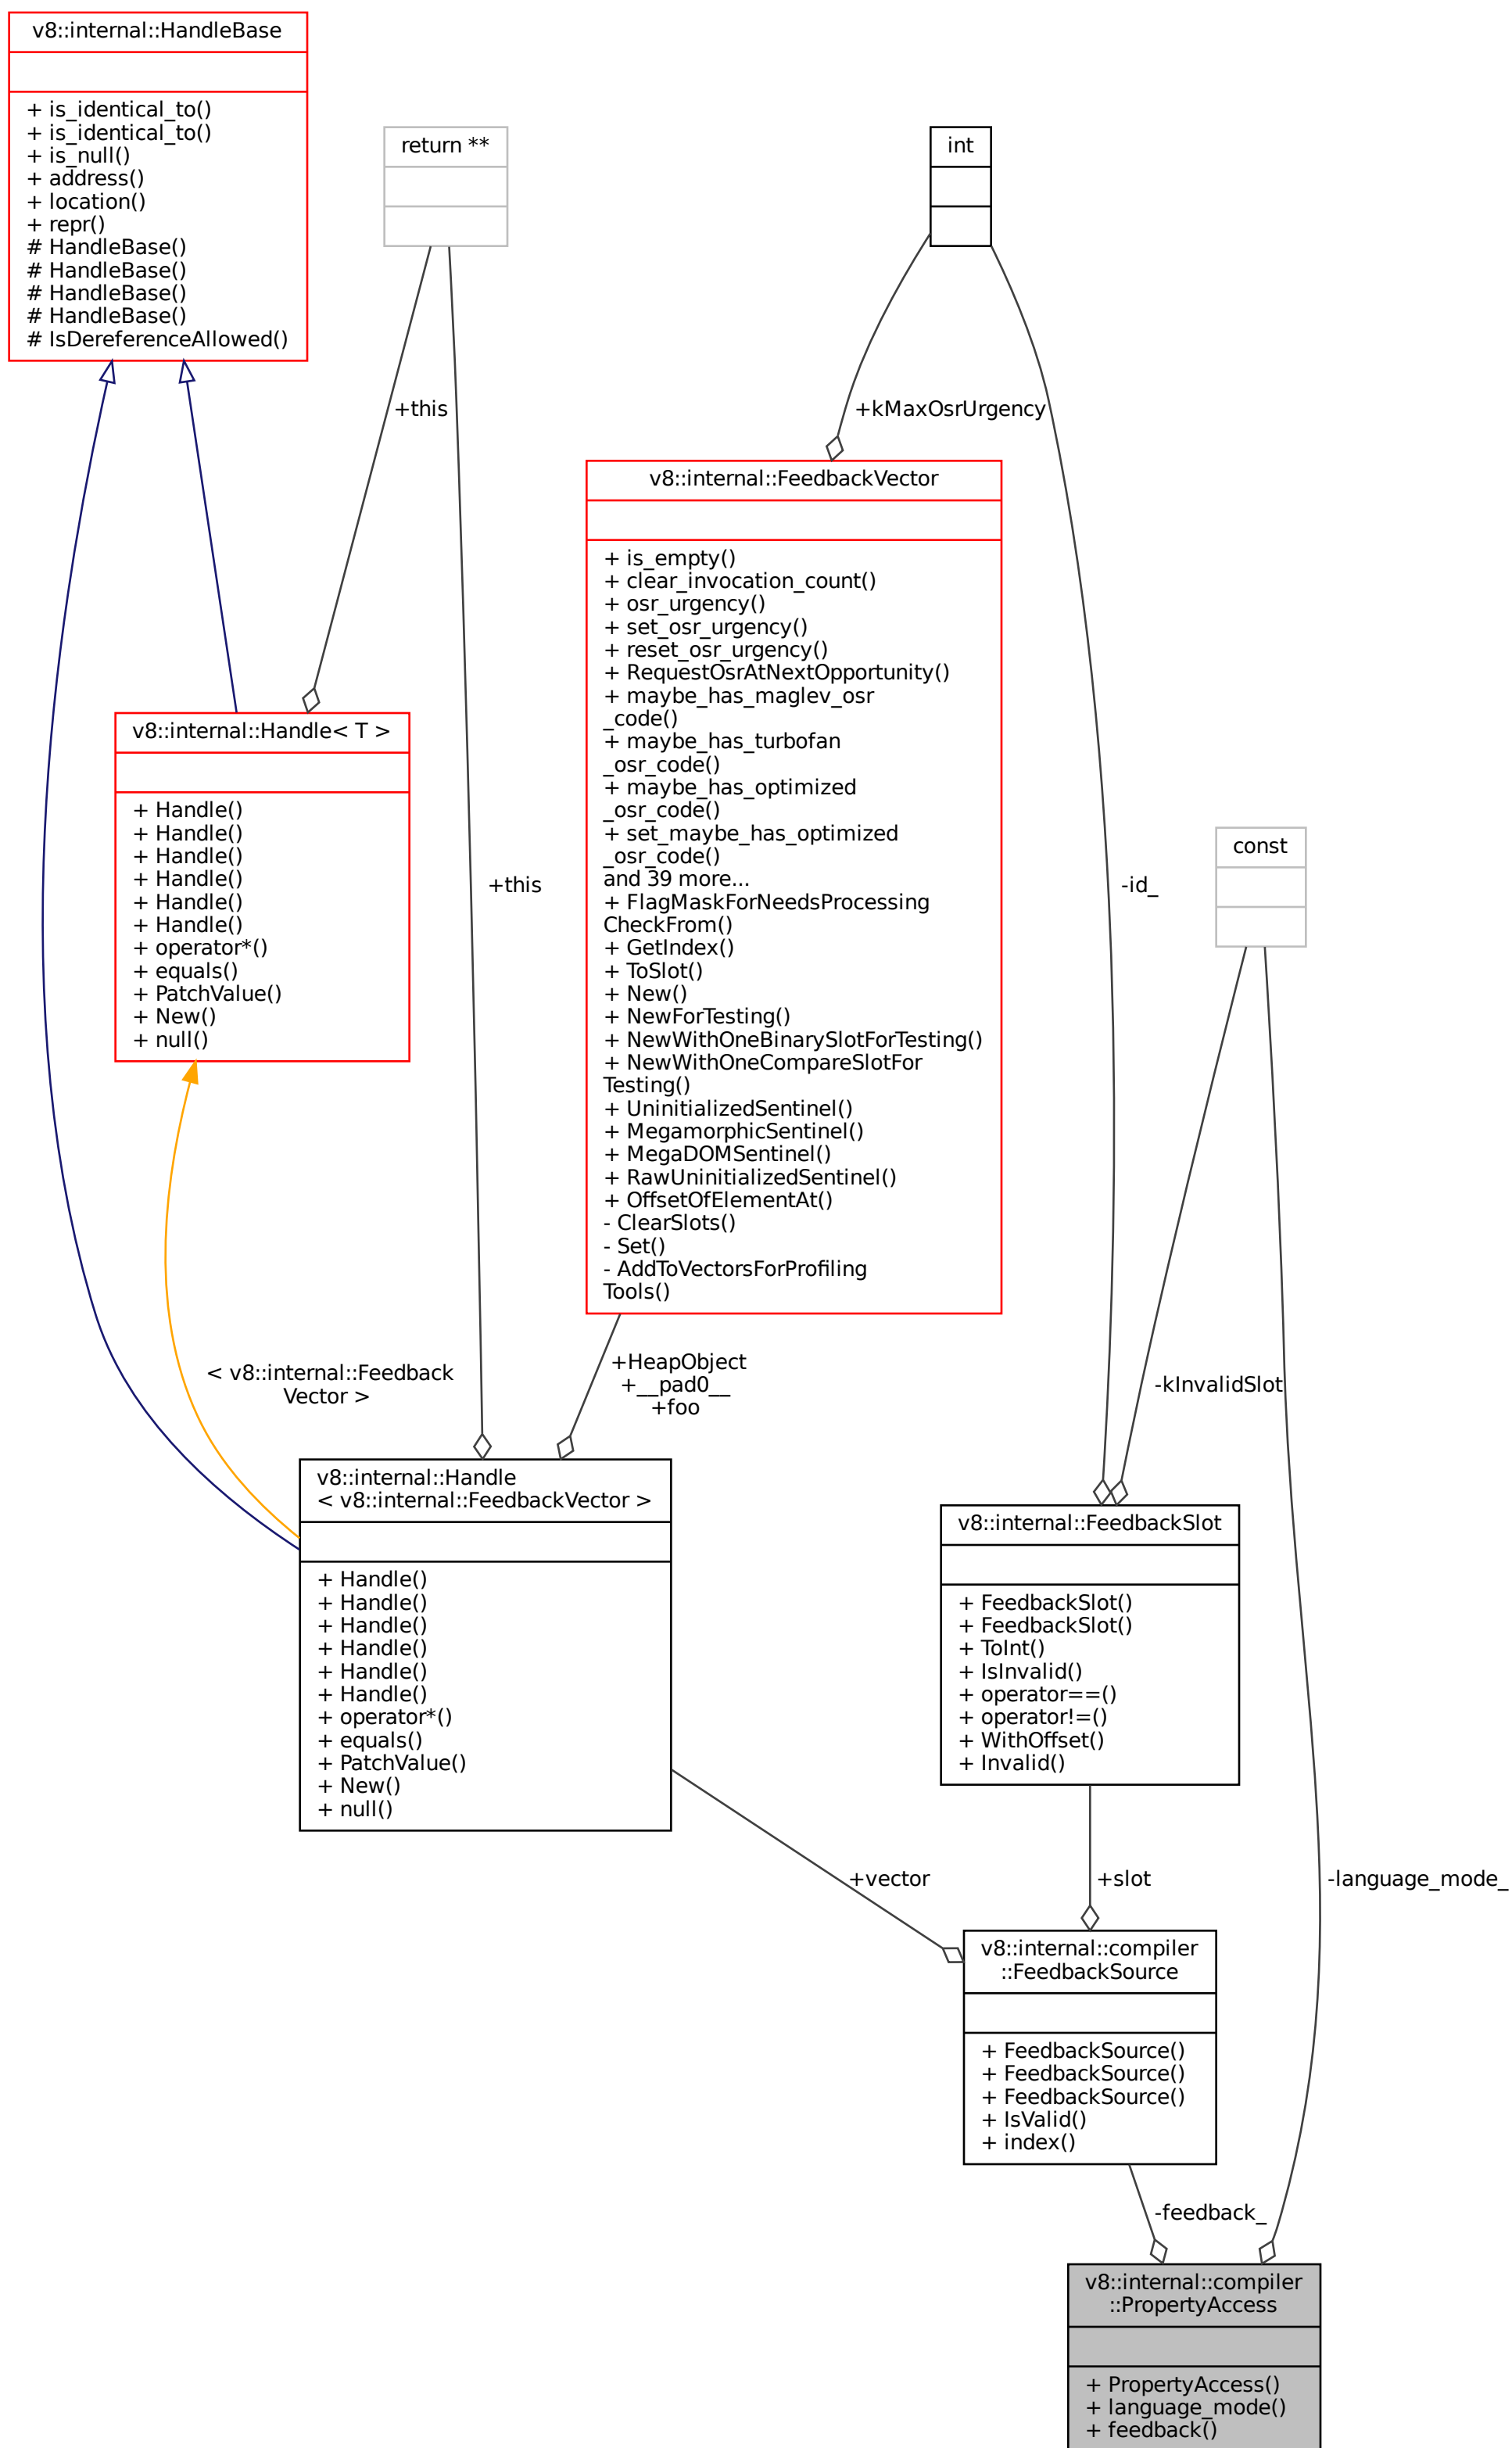 v8::internal::HandleBase
+ is_identical_to()
+ is_identical_to()
+ is_null()
+ address()
+ location()
+ repr()
# HandleBase()
# HandleBase()
# HandleBase()
# HandleBase()
# IsDereferenceAllowed()
return **
int
+this
+kMaxOsrUrgency
v8::internal::FeedbackVector
+ is_empty()
+ clear_invocation_count()
+ osr_urgency()
+ set_osr_urgency()
+ reset_osr_urgency()
+ RequestOsrAtNextOpportunity()
+ maybe_has_maglev_osr
_code()
+ maybe_has_turbofan
_osr_code()
+ maybe_has_optimized
_osr_code()
+ set_maybe_has_optimized
_osr_code()
and 39 more...
+ FlagMaskForNeedsProcessing
CheckFrom()
+ GetIndex()
+ ToSlot()
+ New()
+ NewForTesting()
+ NewWithOneBinarySlotForTesting()
+ NewWithOneCompareSlotFor
Testing()
+ UninitializedSentinel()
+ MegamorphicSentinel()
+ MegaDOMSentinel()
+ RawUninitializedSentinel()
+ OffsetOfElementAt()
- ClearSlots()
- Set()
- AddToVectorsForProfiling
Tools()
v8::internal::Handle< T >
+ Handle()
+ Handle()
+ Handle()
+ Handle()
+ Handle()
+ Handle()
+ operator*()
+ equals()
+ PatchValue()
+ New()
+ null()
+this
-id_
const
< v8::internal::Feedback
Vector >
+HeapObject
+__pad0__
+foo
-kInvalidSlot
v8::internal::Handle
< v8::internal::FeedbackVector >
+ Handle()
+ Handle()
+ Handle()
+ Handle()
+ Handle()
+ Handle()
+ operator*()
+ equals()
+ PatchValue()
+ New()
+ null()
v8::internal::FeedbackSlot
+ FeedbackSlot()
+ FeedbackSlot()
+ ToInt()
+ IsInvalid()
+ operator==()
+ operator!=()
+ WithOffset()
+ Invalid()
+vector
+slot
-language_mode_
v8::internal::compiler
::FeedbackSource
+ FeedbackSource()
+ FeedbackSource()
+ FeedbackSource()
+ IsValid()
+ index()
-feedback_
v8::internal::compiler
::PropertyAccess
+ PropertyAccess()
+ language_mode()
+ feedback()